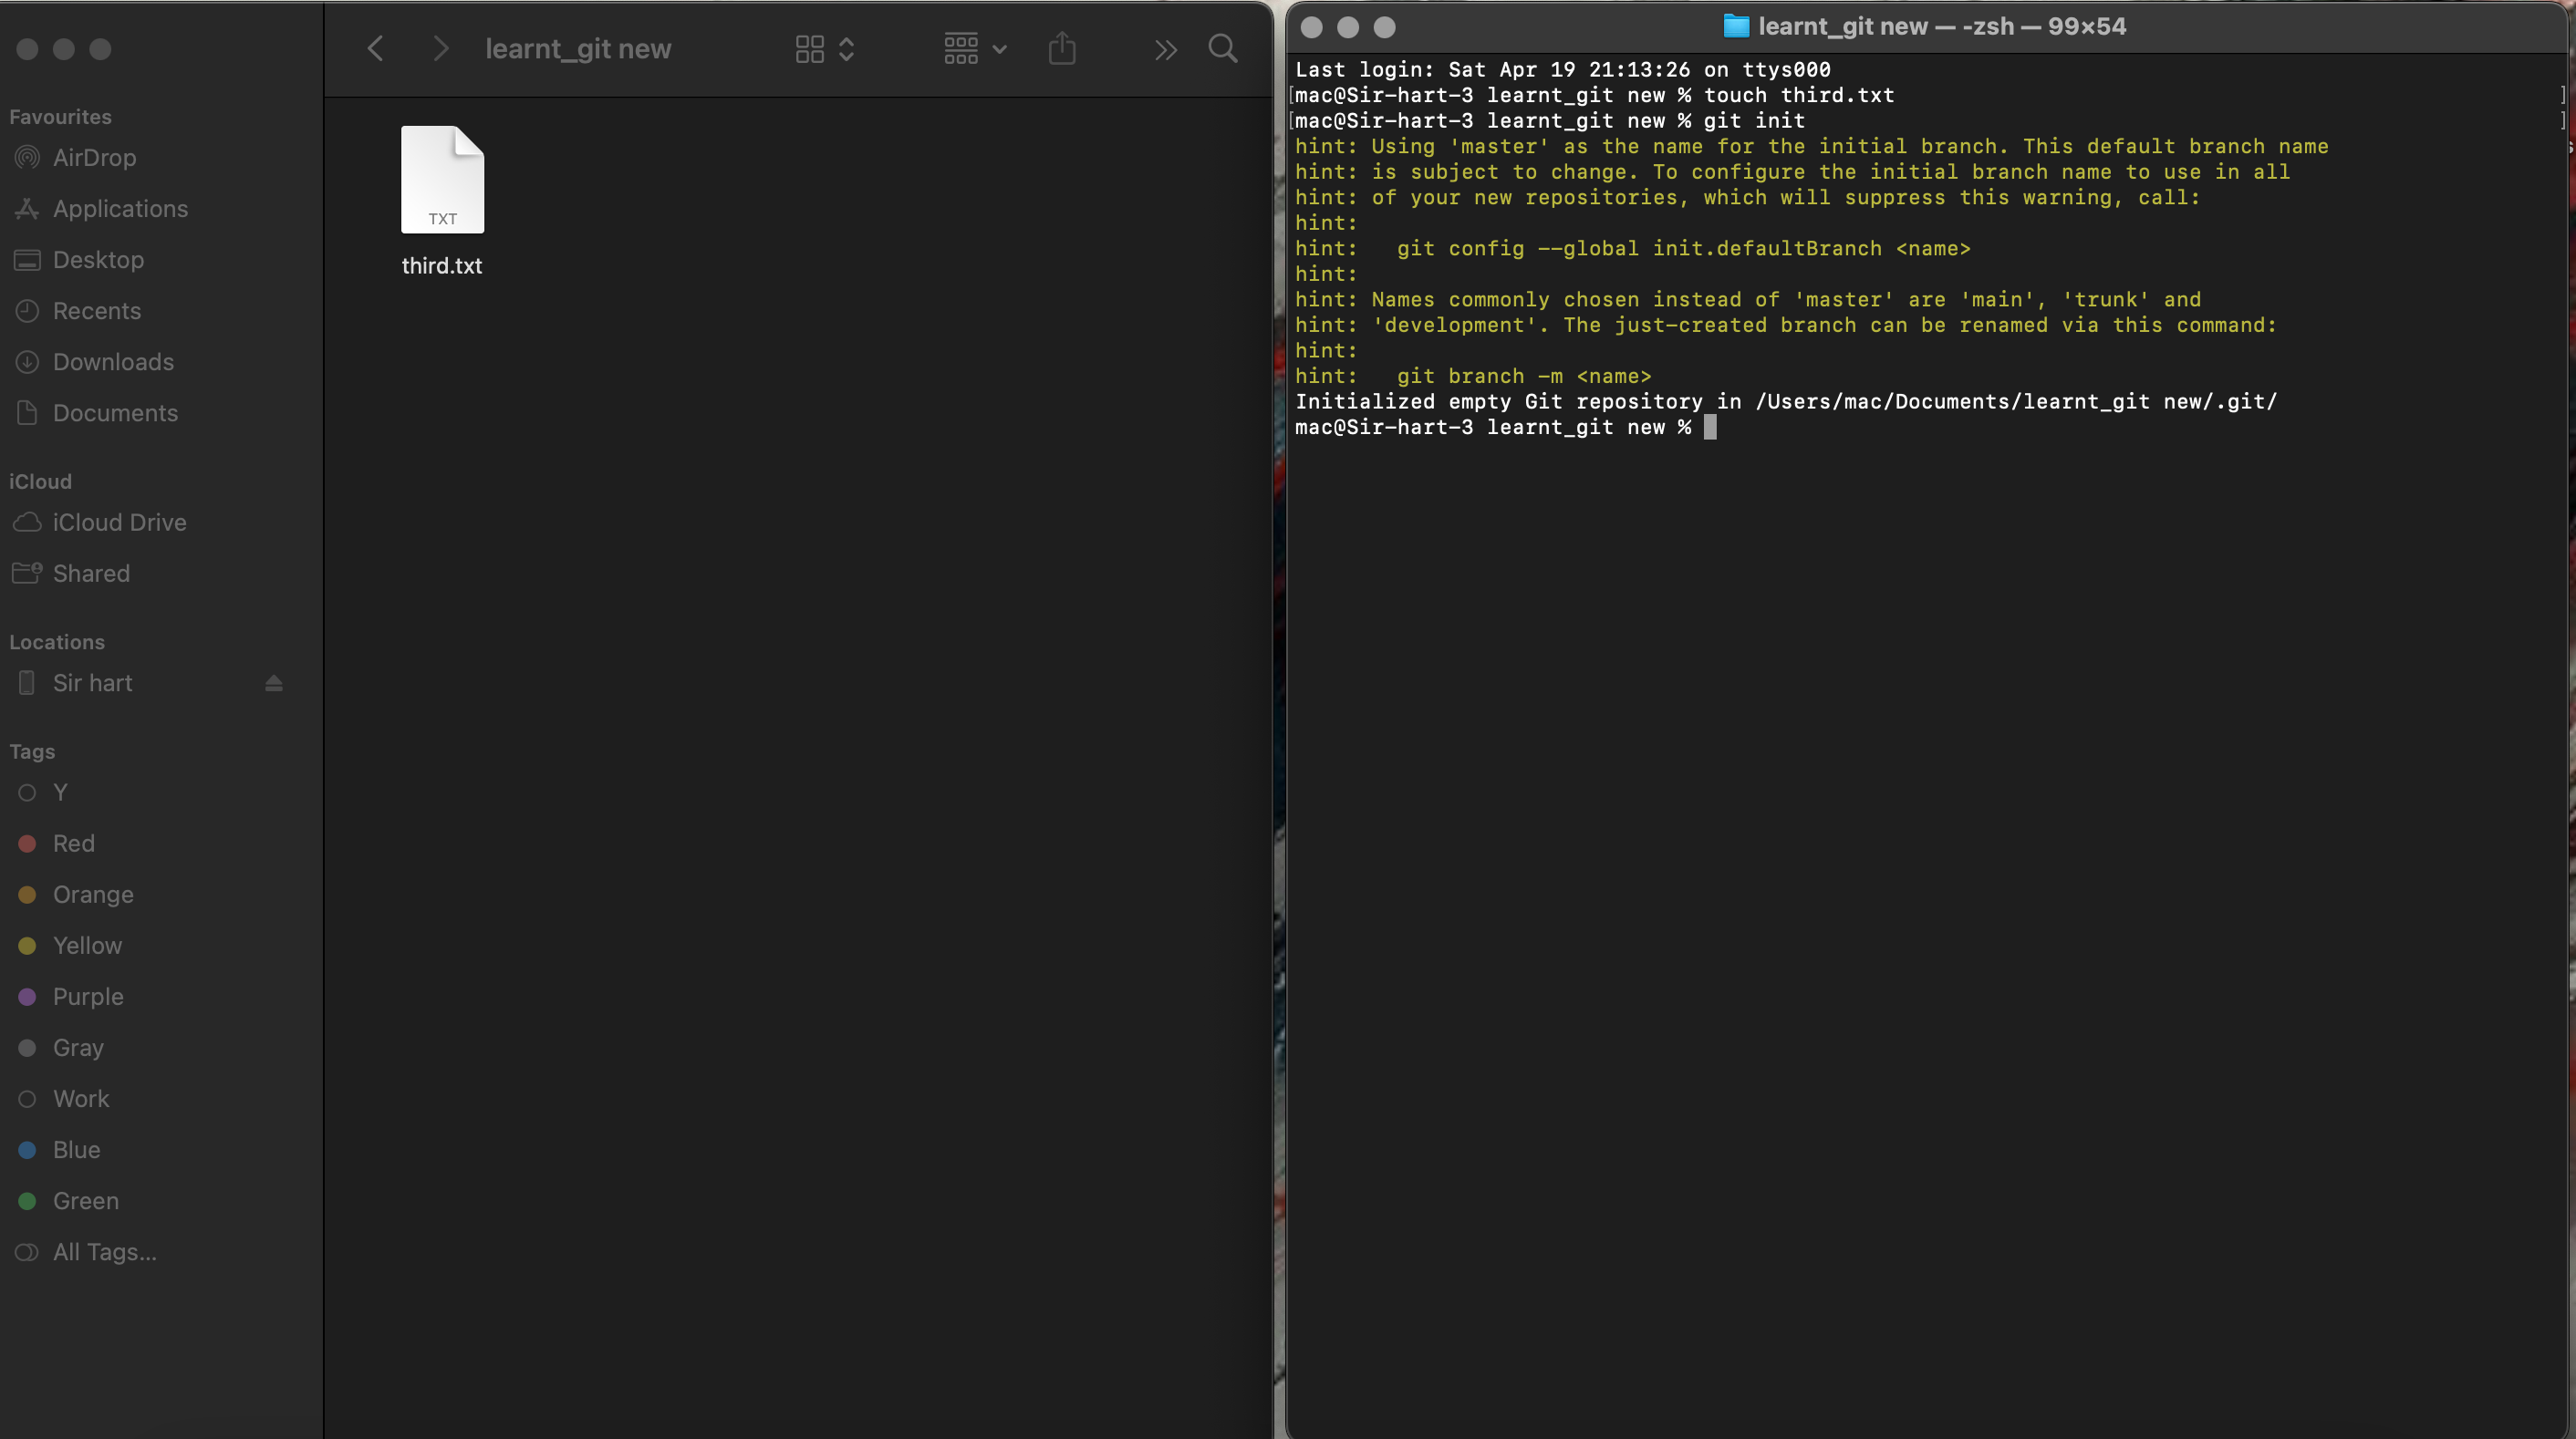 learnt_git new
Favourites
AirDrop
Applications
Desktop
Recents
Downloads
Documents
iCloud
iCloud Drive
Shared
Locations
Sir hart
Tags
Y
Red
Orange
Yellow
Purple
Gray
Work
Blue
Green
All Tags...
TXT
third.txt
learnt_git new — -zsh — 99×54
Last login: Sat Apr 19 21:13:26 on ttys000
[mac@Sir-hart-3 learnt_git new % touch third.txt ]
[mac@Sir-hart-3 learnt_git new % git init ]
hint: Using 'master' as the name for the initial branch. This default branch name
hint: is subject to change. To configure the initial branch name to use in all
hint: of your new repositories, which will suppress this warning, call:
hint:
hint:   git config --global init.defaultBranch <name>
hint:
hint: Names commonly chosen instead of 'master' are 'main', 'trunk' and
hint: 'development'. The just-created branch can be renamed via this command:
hint:
hint:   git branch -m <name>
Initialized empty Git repository in /Users/mac/Documents/learnt_git new/.git/
mac@Sir-hart-3 learnt_git new %